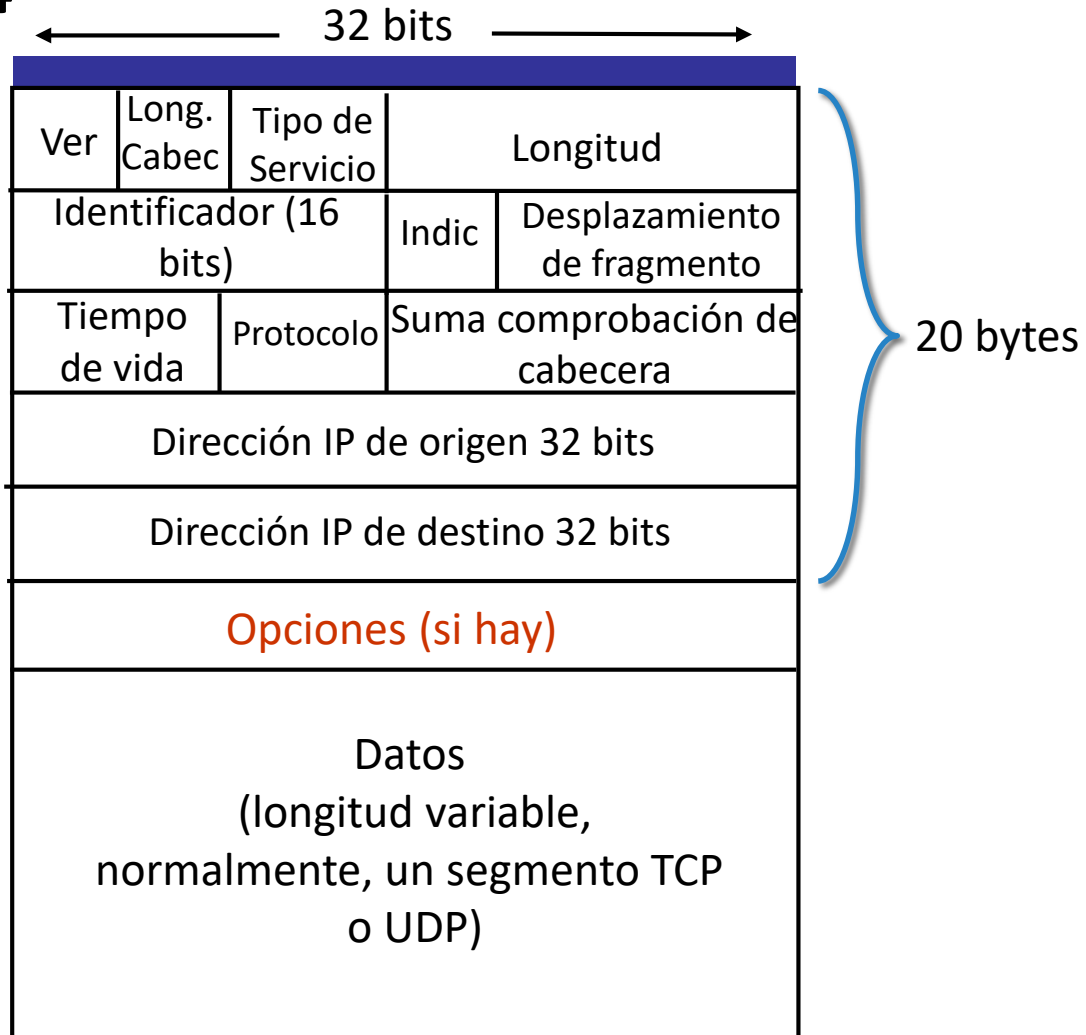 32 bits
Ver
Long.
Cabec
Tipo de
Servicio
Longitud
Identificador (16
bits)
Indic
Desplazamiento
de fragmento
Tiempo
de vida
Protocolo
Suma comprobación de
cabecera
20 bytes
Dirección IP de origen 32 bits
Dirección IP de destino 32 bits
Opciones (si hay)
Datos
(longitud variable,
normalmente, un segmento TCP
o UDP)